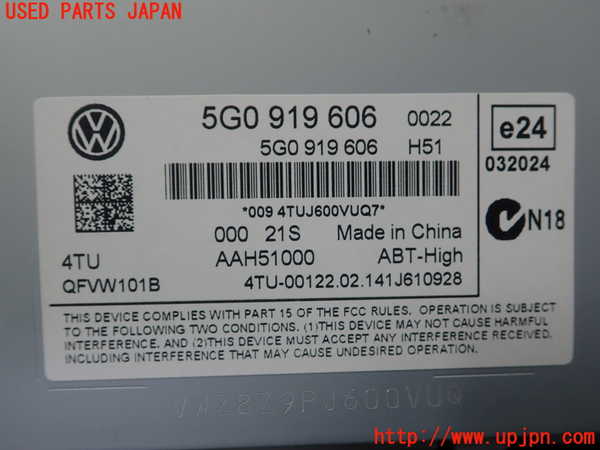 USED PARTS JAPAN
5G0 919 606 0022
5G0 919 606 H51
e24
032024
*009 4TUJ600VUQ7*
N18
000 21S Made in China
4TU AAH51000 ABT-High
QFVW101B 4TU-00122.02.141J610928
THIS DEVICE COMPLIES WITH PART 15 OF THE FCC RULES. OPERATION IS SUBJECT
TO THE FOLLOWING TWO CONDITIONS. (1)THIS DEVICE MAY NOT CAUSE HARMFUL
INTERFERENCE. AND (2)THIS DEVICE MUST ACCEPT ANY INTERFERENCE RECEIVED,
INCLUDING INTERFERENCE THAT MAY CAUSE UNDESIRED OPERATION.
VWZ8Z9PJ600VUQ
http://www.upjpn.com/